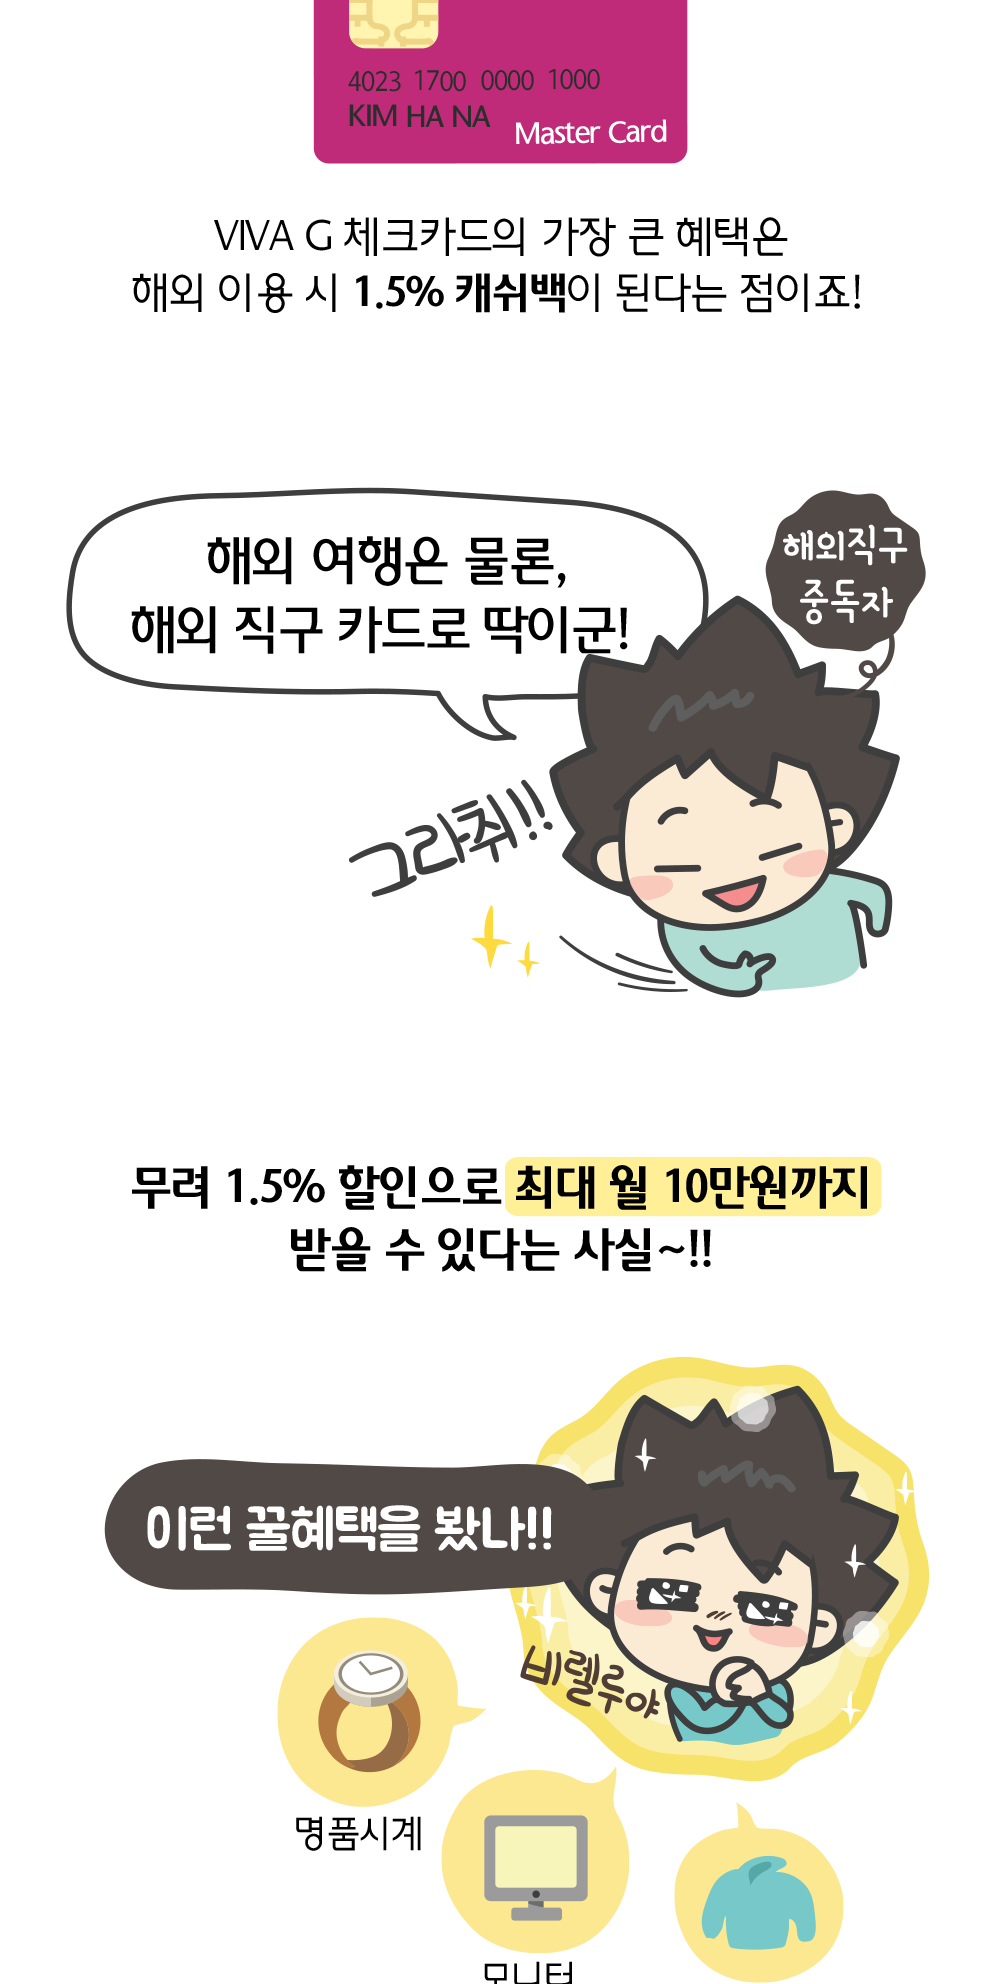 4023 1700 0000 1000
KIM HA NA
Master Card
VIVA G 체크카드의 가장 큰 혜택은
해외 이용 시 1.5% 캐쉬백이 된다는 점이죠!
해외직구
중독자
해외 여행은 물론,
해외 직구 카드로 딱이군!
그라췌!!
무려 1.5% 할인으로 최대 월 10만원까지
받을 수 있다는 사실~!!
이런 꿀혜택을 봤나!!
비렐루야
명품시계
모니터